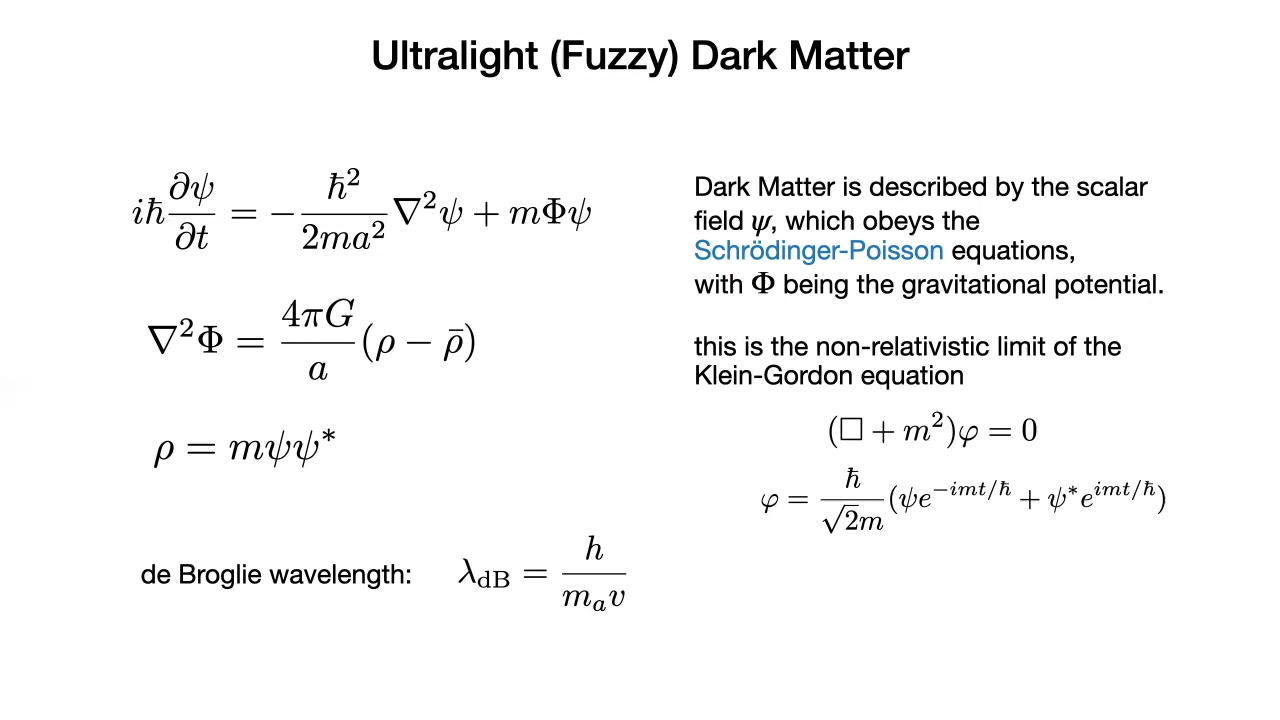 Ultralight (Fuzzy) Dark Matter
iħ ∂ψ/∂t = −ħ²/2ma² ∇²ψ + mΦψ
∇²Φ = 4πG/a (ρ − ρ̄)
ρ = mψψ*
de Broglie wavelength: λ_dB = h/m_a v
Dark Matter is described by the scalar
field ψ, which obeys the
Schrödinger-Poisson equations,
with Φ being the gravitational potential.
this is the non-relativistic limit of the
Klein-Gordon equation
(□ + m²)φ = 0
φ = ħ/√2m (ψe^{−imt/ħ} + ψ*e^{imt/ħ})